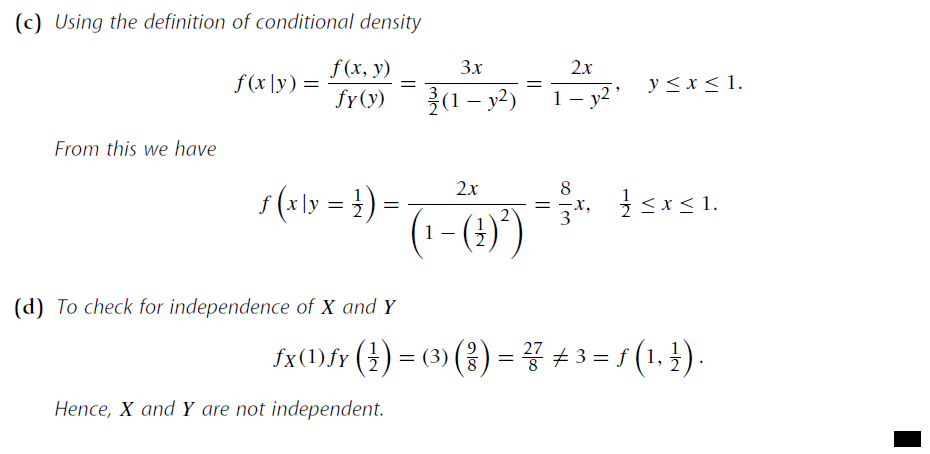 (c) Using the definition of conditional density
f(x|y) = f(x, y) / f_Y(y) = 3x / (3/2 (1 − y²)) = 2x / (1 − y²), y ≤ x ≤ 1.
From this we have
f (x|y = 1/2) = 2x / (1 − (1/2)²) = 8/3 x, 1/2 ≤ x ≤ 1.
(d) To check for independence of X and Y
f_X(1) f_Y (1/2) = (3) (9/8) = 27/8 ≠ 3 = f (1, 1/2).
Hence, X and Y are not independent.